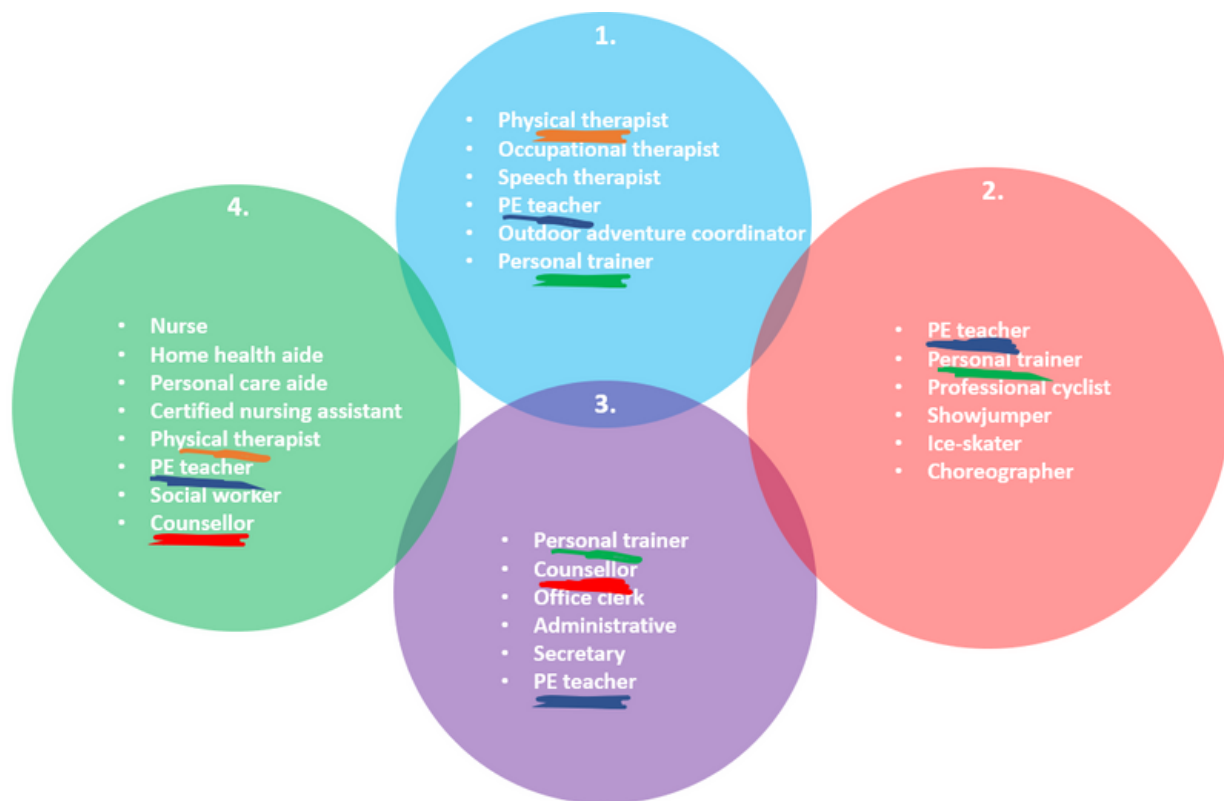 1.
• Physical therapist
• Occupational therapist
• Speech therapist
• PE teacher
• Outdoor adventure coordinator
• Personal trainer
2.
• PE teacher
• Personal trainer
• Professional cyclist
• Showjumper
• Ice-skater
• Choreographer
3.
• Personal trainer
• Counsellor
• Office clerk
• Administrative
• Secretary
• PE teacher
4.
• Nurse
• Home health aide
• Personal care aide
• Certified nursing assistant
• Physical therapist
• PE teacher
• Social worker
• Counsellor